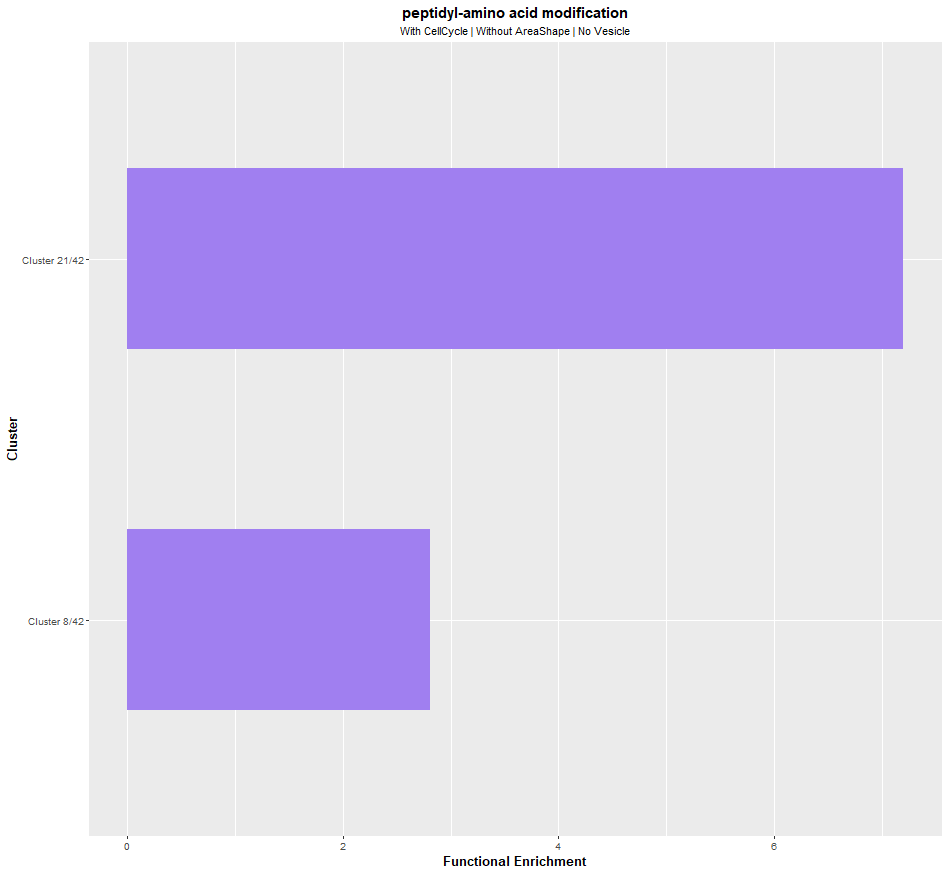 peptidyl-amino acid modification
With CellCycle | Without AreaShape | No Vesicle
Cluster
Cluster 21/42
Cluster 8/42
0 2 4 6
Functional Enrichment